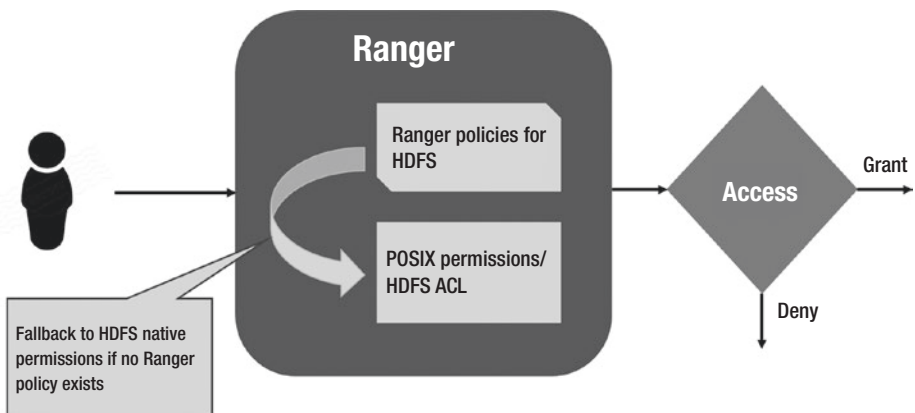 Ranger
Ranger policies for
HDFS
POSIX permissions/
HDFS ACL
Fallback to HDFS native
permissions if no Ranger
policy exists
Access
Grant
Deny